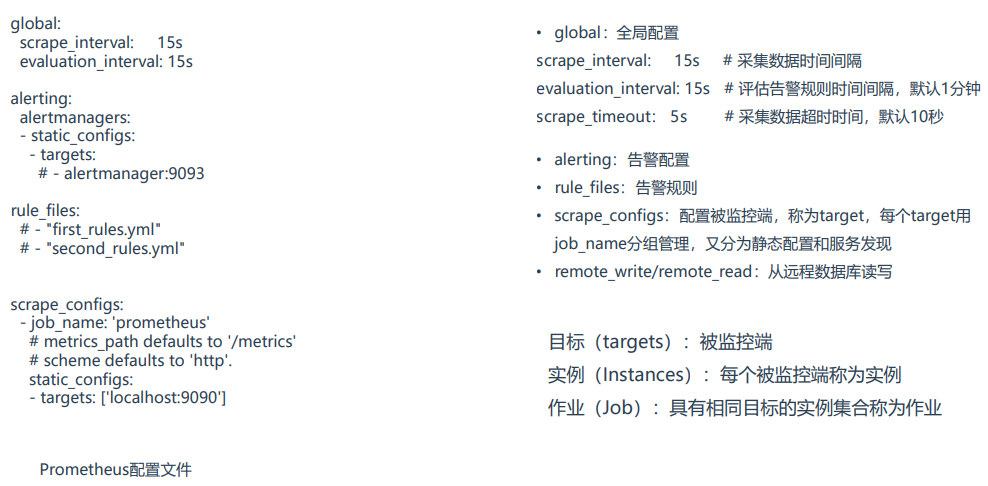 global:
scrape_interval: 15s
evaluation_interval: 15s
alerting:
alertmanagers:
- static_configs:
- targets:
# - alertmanager:9093
rule_files:
# - "first_rules.yml"
# - "second_rules.yml"
scrape_configs:
- job_name: 'prometheus'
# metrics_path defaults to '/metrics'
# scheme defaults to 'http'.
static_configs:
- targets: ['localhost:9090']
Prometheus配置文件
• global：全局配置
scrape_interval: 15s # 采集数据时间间隔
evaluation_interval: 15s # 评估告警规则时间间隔，默认1分钟
scrape_timeout: 5s # 采集数据超时时间，默认10秒
• alerting：告警配置
• rule_files：告警规则
• scrape_configs：配置被监控端，称为target，每个target用
job_name分组管理，又分为静态配置和服务发现
• remote_write/remote_read：从远程数据库读写
目标（targets）：被监控端
实例（Instances）：每个被监控端称为实例
作业（Job）：具有相同目标的实例集合称为作业